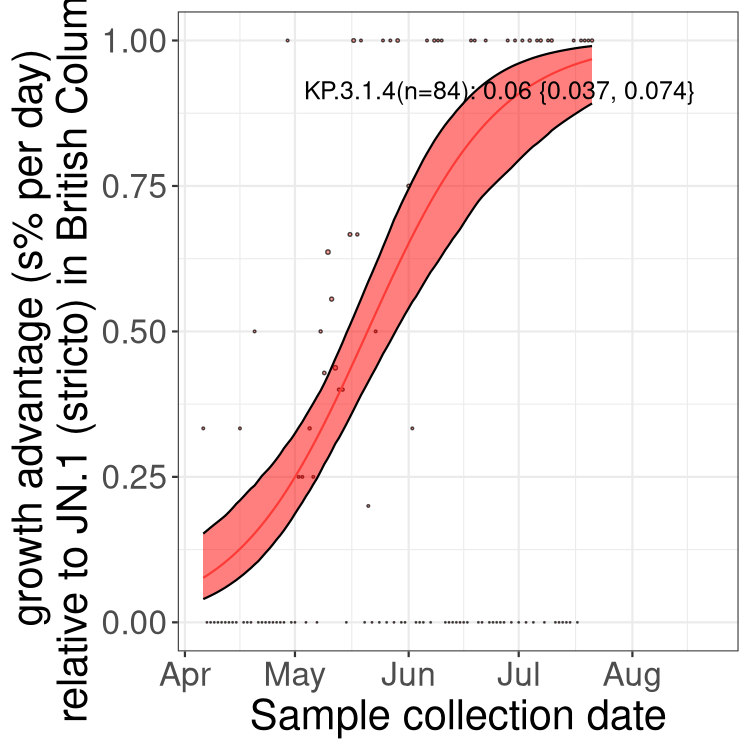 growth advantage (s% per day)
relative to JN.1 (stricto) in British Colum
1.00
0.75
0.50
0.25
0.00
KP.3.1.4(n=84): 0.06 {0.037, 0.074}
Apr May Jun Jul Aug
Sample collection date